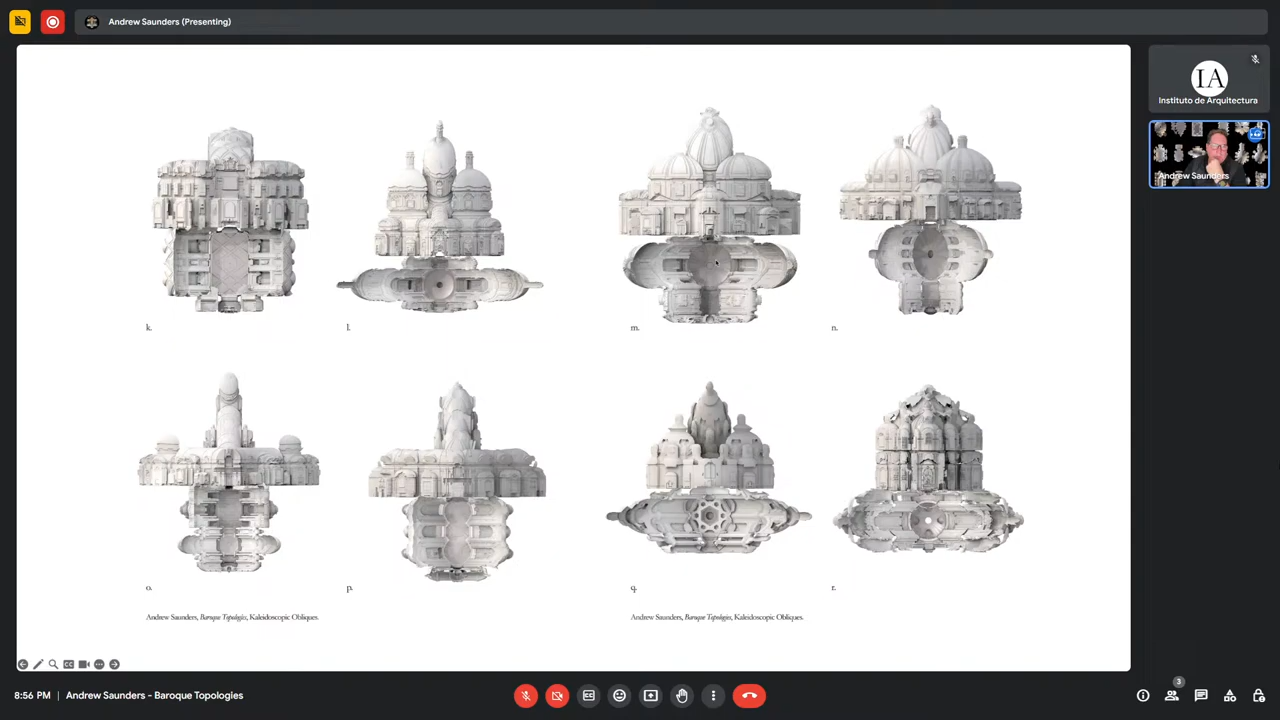 Andrew Saunders (Presenting)
IA
Instituto de Arquitectura
Andrew Saunders
k.
l.
m.
n.
o.
p.
q.
r.
Andrew Saunders, Baroque Topologies, Kaleidoscopic Obliques.
Andrew Saunders, Baroque Topologies, Kaleidoscopic Obliques.
CC
8:56 PM
Andrew Saunders - Baroque Topologies
3